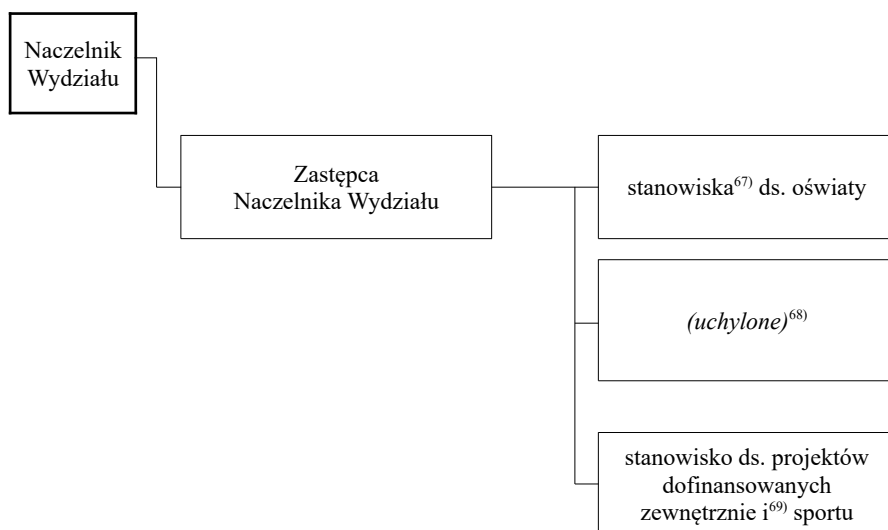 Naczelnik
Wydziału
Zastępca
Naczelnika Wydziału
stanowiska⁶⁷⁾ ds. oświaty
(uchylone)⁶⁸⁾
stanowisko ds. projektów
dofinansowanych
zewnętrznie i⁶⁹⁾ sportu